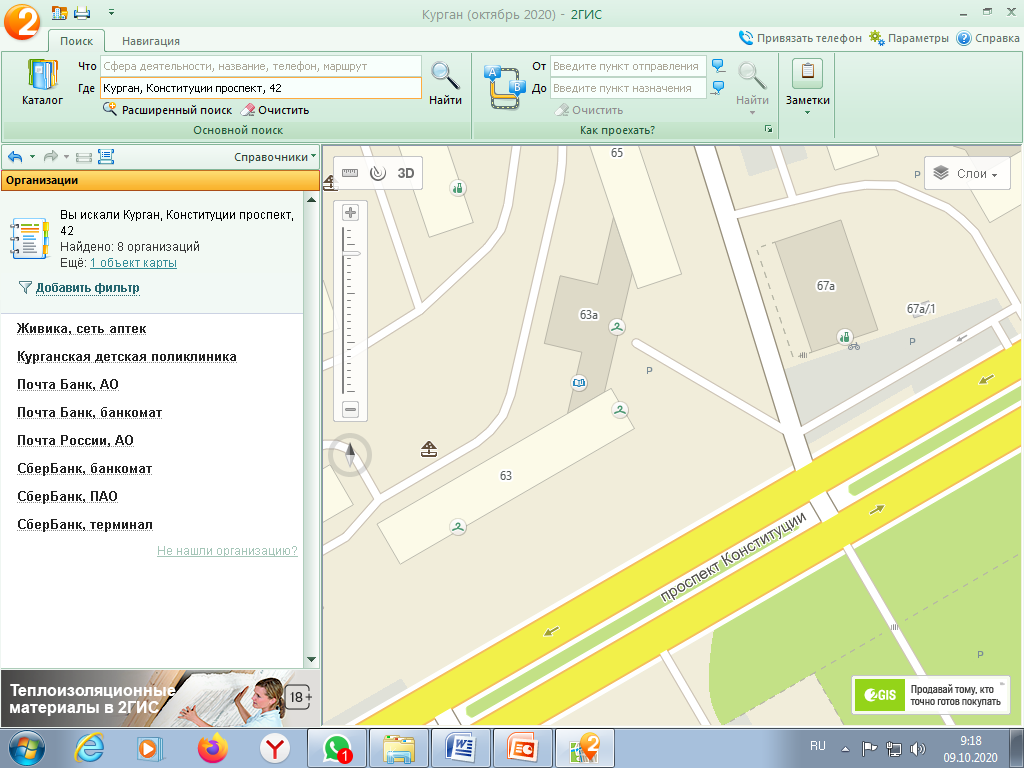 Курган (октябрь 2020) - 2ГИС
Поиск
Навигация
Привязать телефон
Параметры
Справка
Каталог
Что
Сфера деятельности, название, телефон, маршрут
Где
Курган, Конституции проспект, 42
Расширенный поиск
Очистить
Найти
Основной поиск
От
Введите пункт отправления
До
Введите пункт назначения
Очистить
Найти
Как проехать?
Заметки
Справочники
Организации
Вы искали Курган, Конституции проспект,
42
Найдено: 8 организаций
Ещё: 1 объект карты
Добавить фильтр
Живика, сеть аптек
Курганская детская поликлиника
Почта Банк, АО
Почта Банк, банкомат
Почта России, АО
СберБанк, банкомат
СберБанк, ПАО
СберБанк, терминал
Не нашли организацию?
Теплоизоляционные
материалы в 2ГИС
18+
3D
Слои
65
P
67а
63а
67а/1
P
P
63
проспект Конституции
P
2GIS
Продавай тому, кто
точно готов покупать
1
RU
9:18
09.10.2020